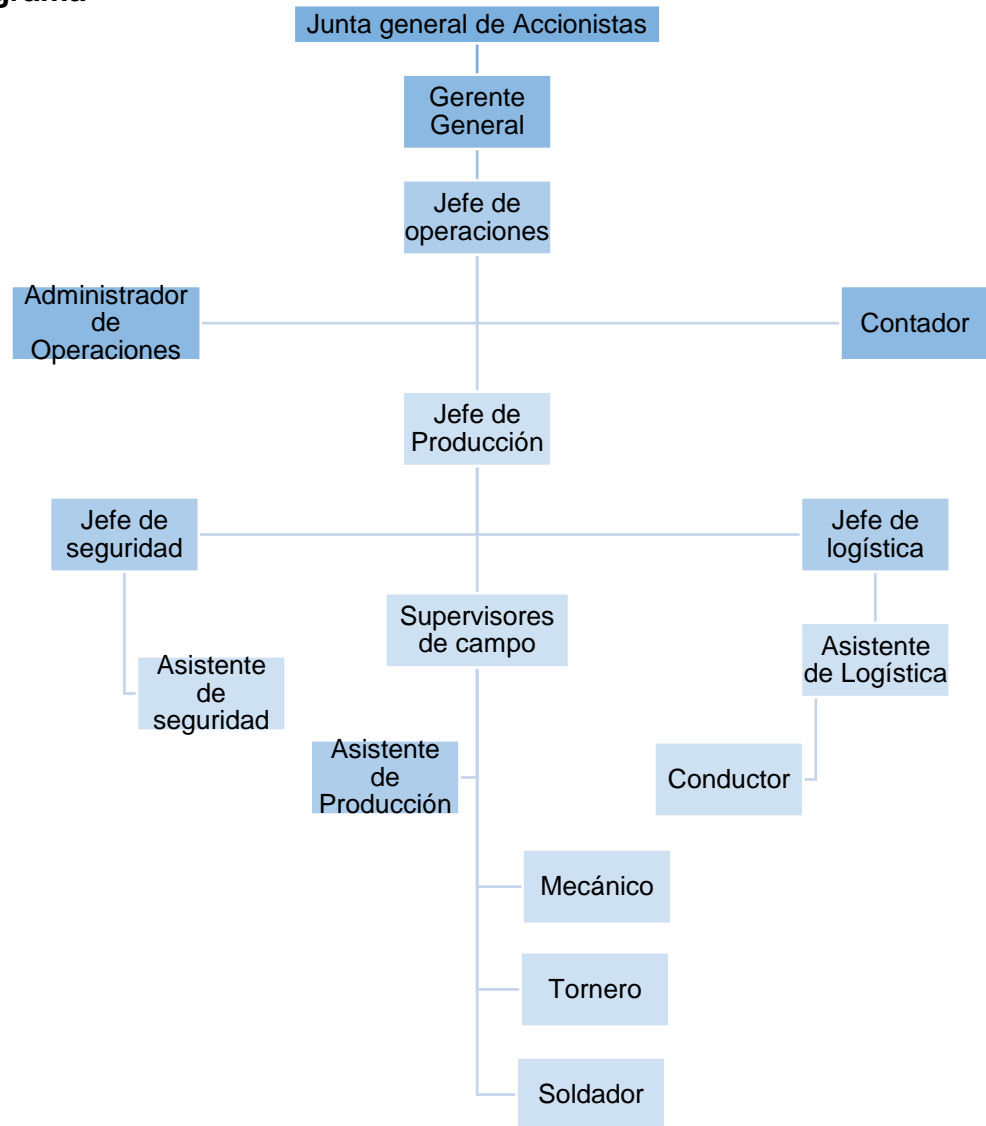 Junta general de Accionistas
Gerente
General
Jefe de
operaciones
Administrador
de
Operaciones
Contador
Jefe de
Producción
Jefe de
seguridad
Jefe de
logística
Supervisores
de campo
Asistente
de Logística
Asistente
de
seguridad
Asistente
de
Producción
Conductor
Mecánico
Tornero
Soldador